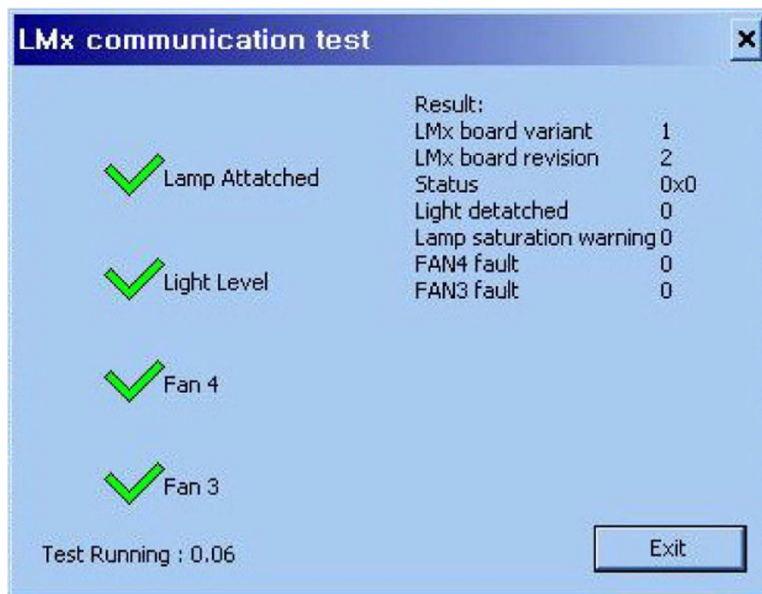 LMx communication test
Lamp Attatched
Light Level
Fan 4
Fan 3
Test Running : 0.06
Result:
LMx board variant 1
LMx board revision 2
Status 0x0
Light detatched 0
Lamp saturation warning 0
FAN4 fault 0
FAN3 fault 0
Exit